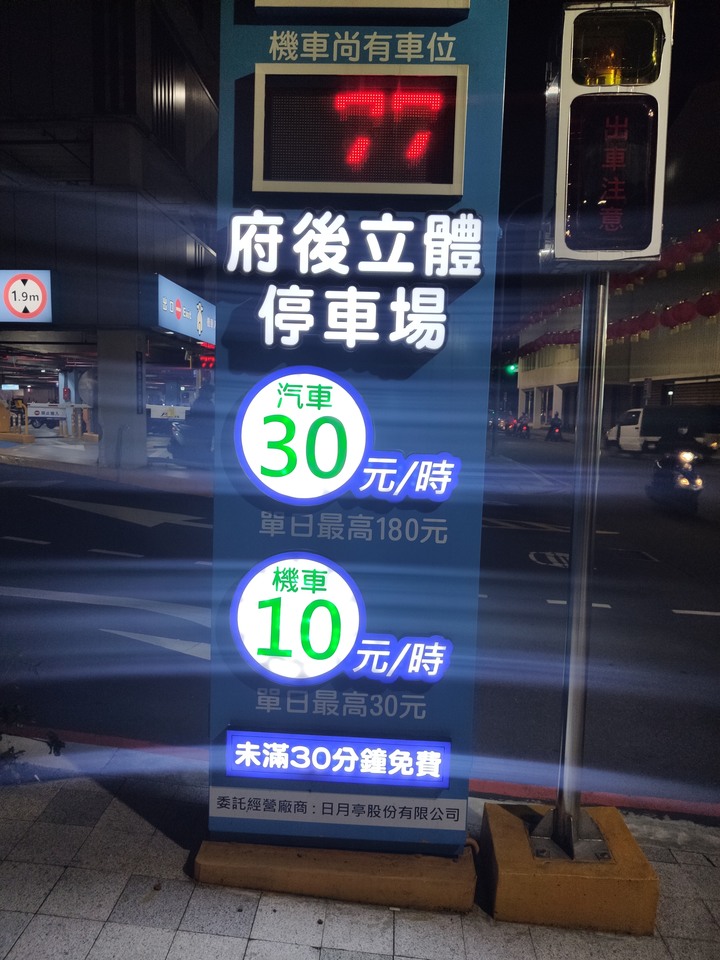 機車尚有車位
77
府後立體
停車場
汽車
30
元/時
單日最高180元
機車
10
元/時
單日最高30元
未滿30分鐘免費
委託經營廠商：日月亭股份有限公司
出車注意
1.9m
出口